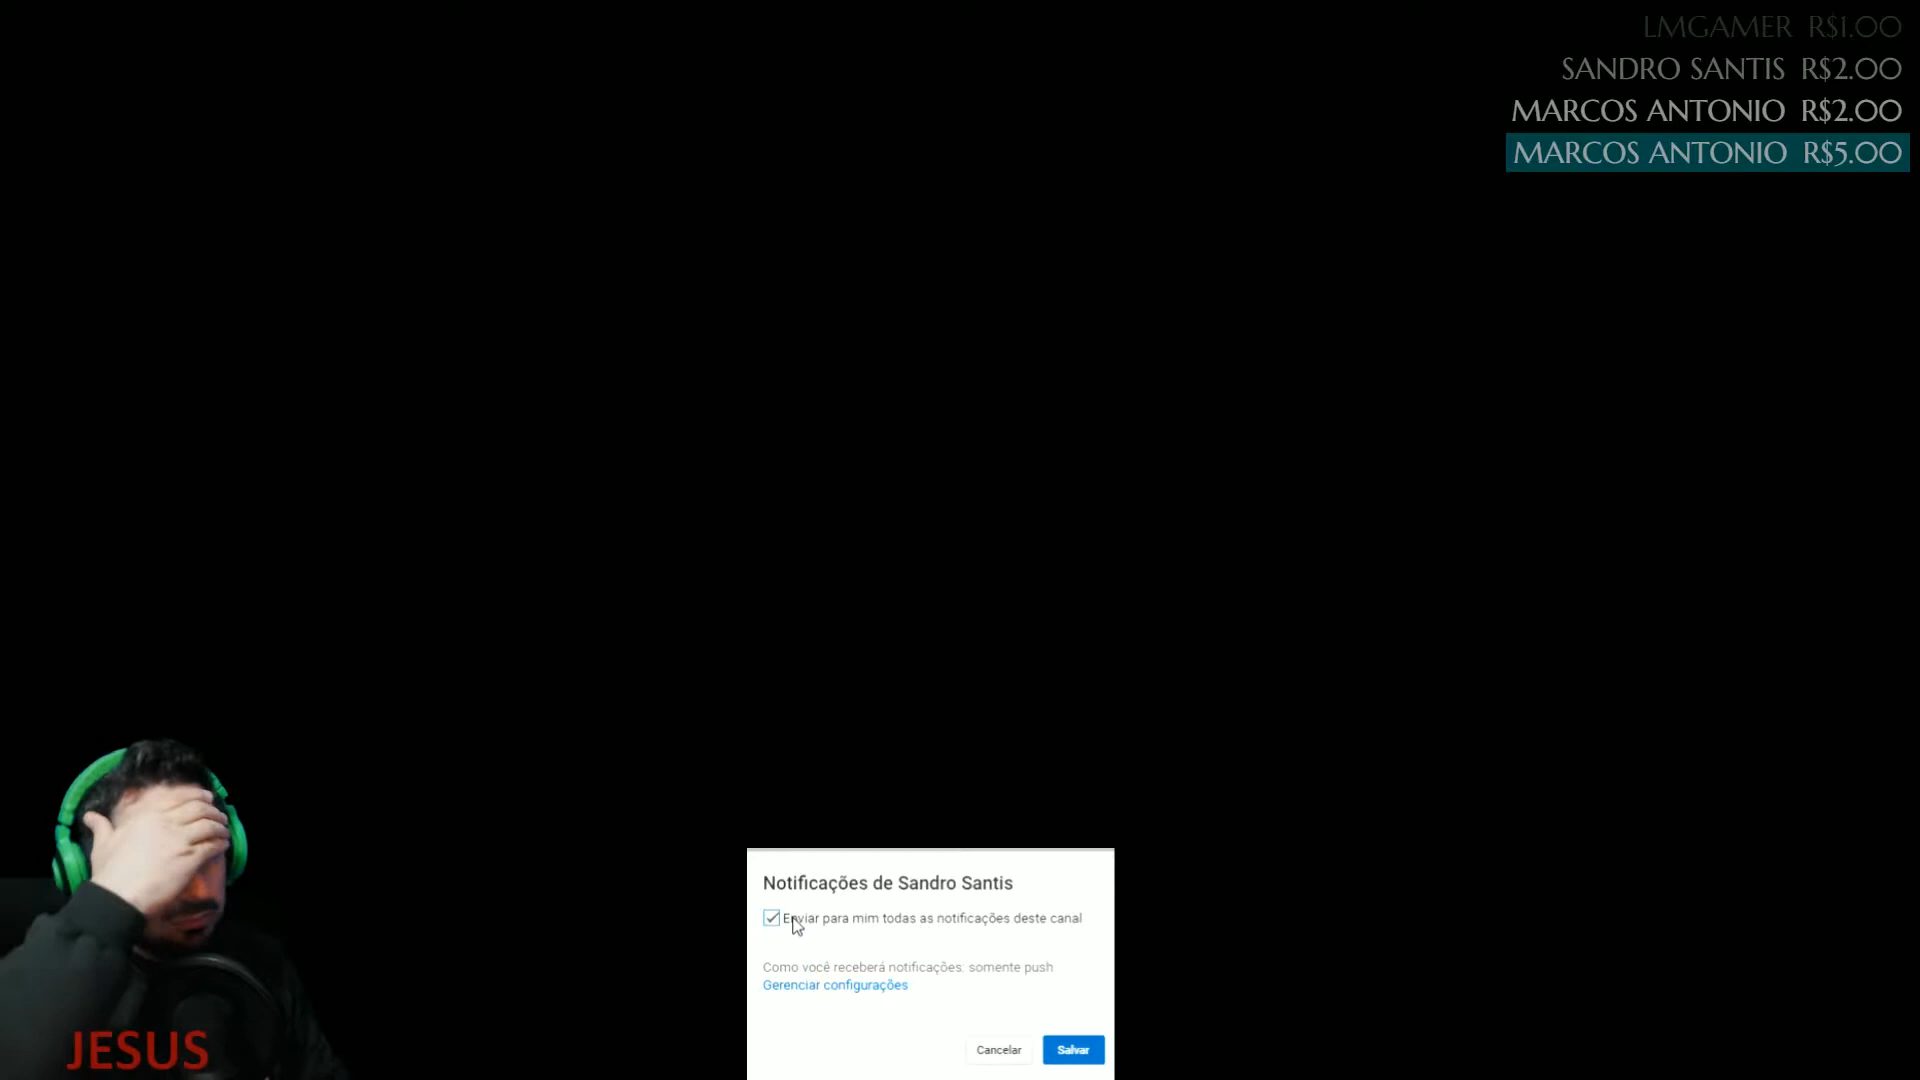 LMGAMER R$1.00
SANDRO SANTIS R$2.00
MARCOS ANTONIO R$2.00
MARCOS ANTONIO R$5.00
Notificações de Sandro Santis
Enviar para mim todas as notificações deste canal
Como você receberá notificações: somente push
Gerenciar configurações
Cancelar Salvar
JESUS